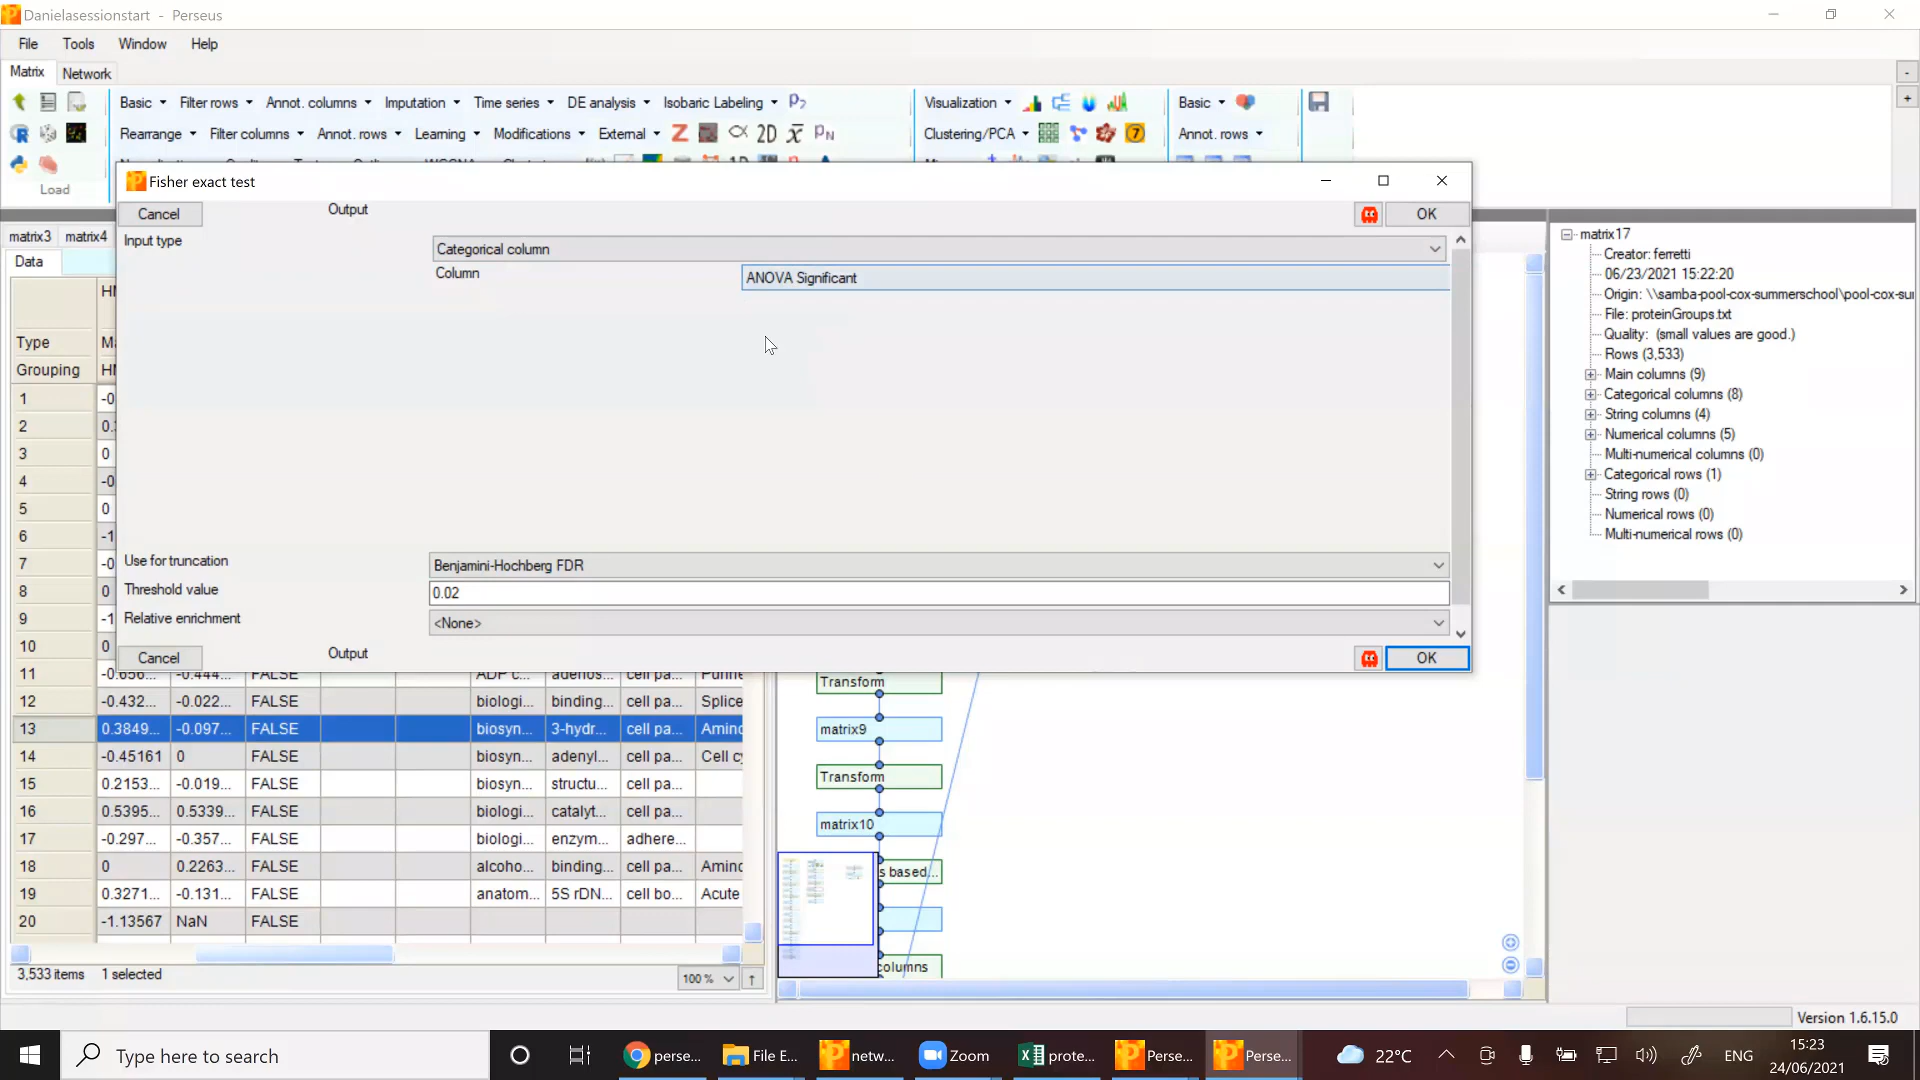 Danielasessionstart - Perseus
File Tools Window Help
Matrix Network
Basic Filter rows Annot. columns Imputation Time series DE analysis Isobaric Labeling
Rearrange Filter columns Annot. rows Learning Modifications External
Load
Visualization
Clustering/PCA
Basic
Annot. rows
Fisher exact test
Cancel Output OK
Input type
Categorical column
Column
ANOVA Significant
Use for truncation Benjamini-Hochberg FDR
Threshold value 0.02
Relative enrichment <None>
Cancel Output OK
matrix3 matrix4
Data
Type
Grouping
1
2
3 0
4
5 0
6
7
8 0
9
10 0
11
12 -0.432... -0.022... FALSE biologi... binding... cell pa... Splice
13 0.3849... -0.097... FALSE biosyn... 3-hydr... cell pa... Amino
14 -0.45161 0 FALSE biosyn... adenyl... cell pa... Cell cy
15 0.2153... -0.019... FALSE biosyn... structu... cell pa...
16 0.5395... 0.5339... FALSE biologi... catalyt... cell pa...
17 -0.297... -0.357... FALSE biologi... enzym... adhere...
18 0 0.2263... FALSE alcoho... binding... cell pa... Amino
19 0.3271... -0.131... FALSE anatom... 5S rDN... cell bo... Acute
20 -1.13567 NaN FALSE
3,533 items 1 selected
100 %
Transform
matrix9
Transform
matrix10
s based...
columns
matrix17
Creator: ferretti
06/23/2021 15:22:20
Origin: \\samba-pool-cox-summerschool\pool-cox-su
File: proteinGroups.txt
Quality: (small values are good.)
Rows (3,533)
Main columns (9)
Categorical columns (8)
String columns (4)
Numerical columns (5)
Multi-numerical columns (0)
Categorical rows (1)
String rows (0)
Numerical rows (0)
Multi-numerical rows (0)
Version 1.6.15.0
Type here to search
perse...
File E...
netw...
Zoom
prote...
Perse...
Perse...
22°C
ENG
15:23
24/06/2021